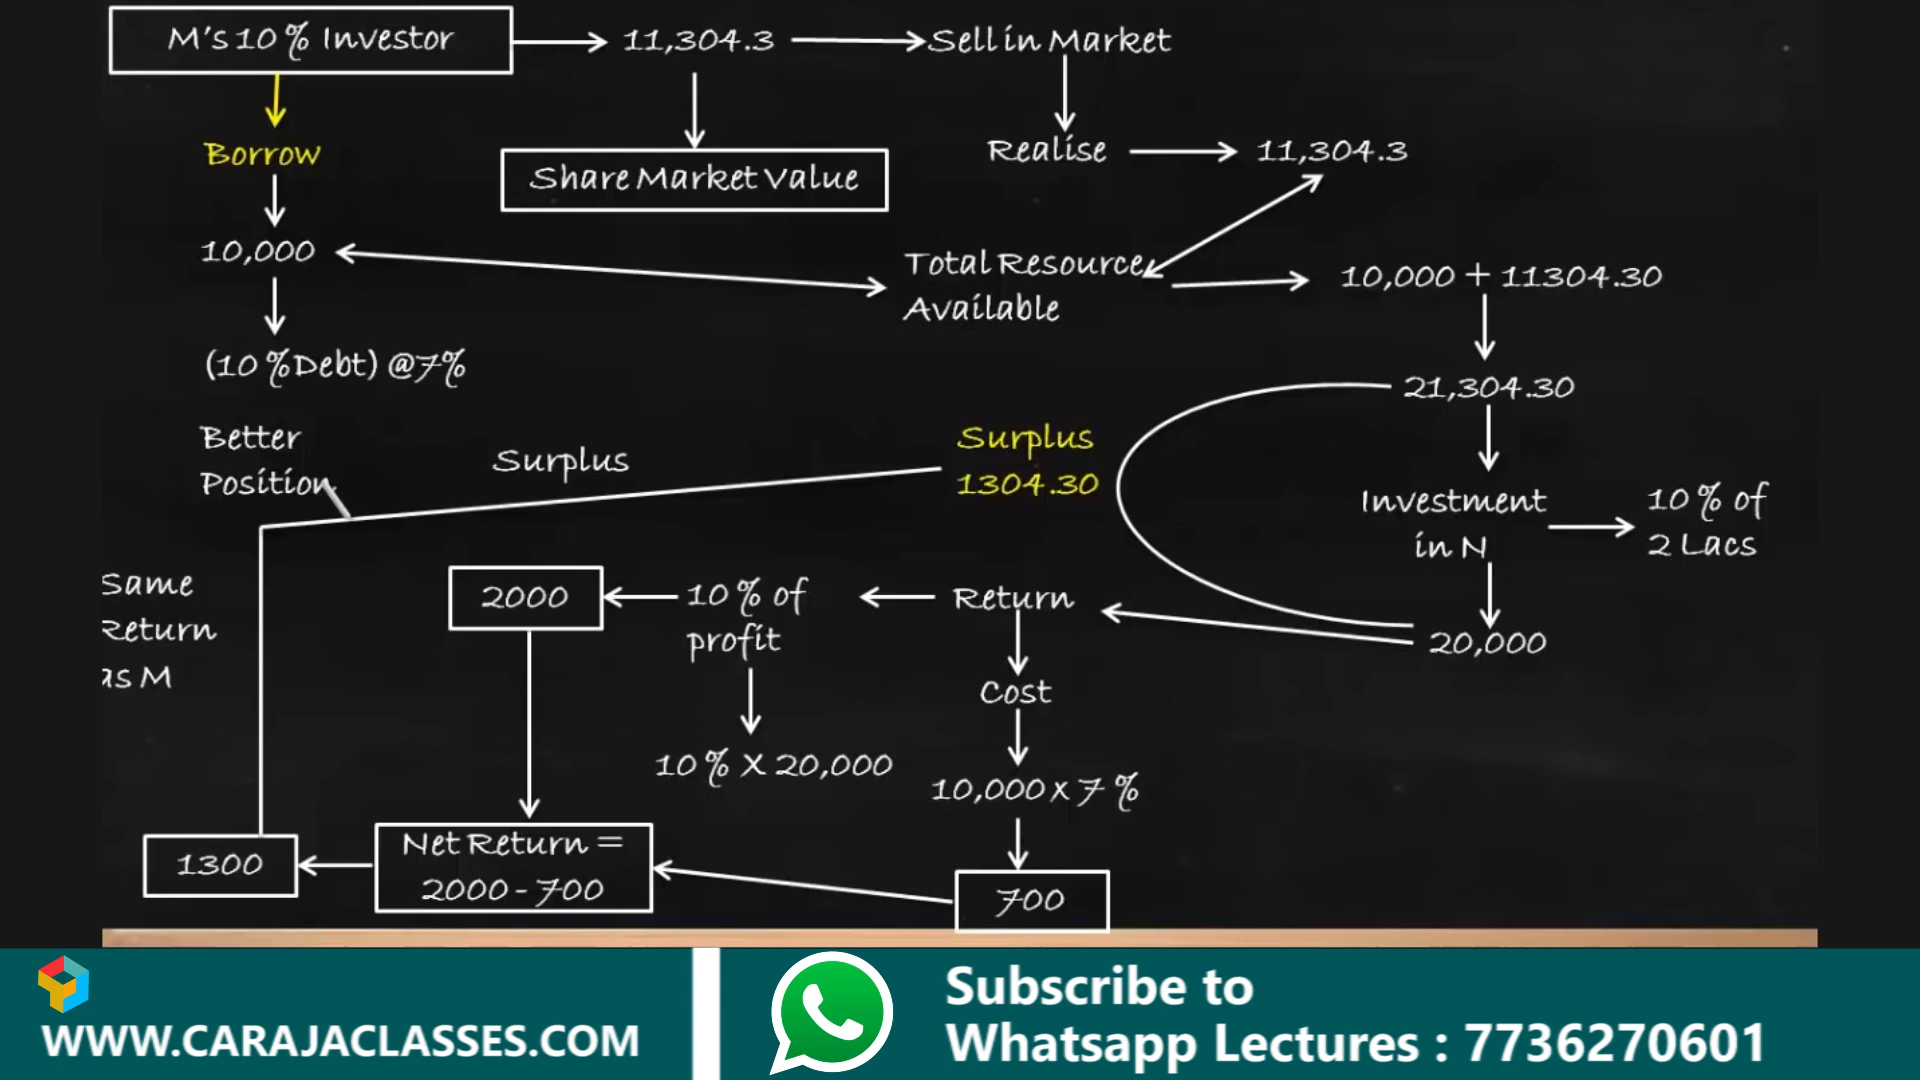 M's 10 % Investor
11,304.3
Sell in Market
Borrow
Share Market Value
Realise
11,304.3
10,000
Total Resource
Available
10,000 + 11304.30
(10 % Debt) @7%
21,304.30
Better
Position
Surplus
Surplus
1304.30
Investment
in N
10 % of
2 Lacs
Same
Return
as M
2000
10 % of
profit
Return
20,000
Cost
10 % X 20,000
10,000 x 7 %
1300
Net Return =
2000 - 700
700
WWW.CARAJACLASSES.COM
Subscribe to
Whatsapp Lectures : 7736270601